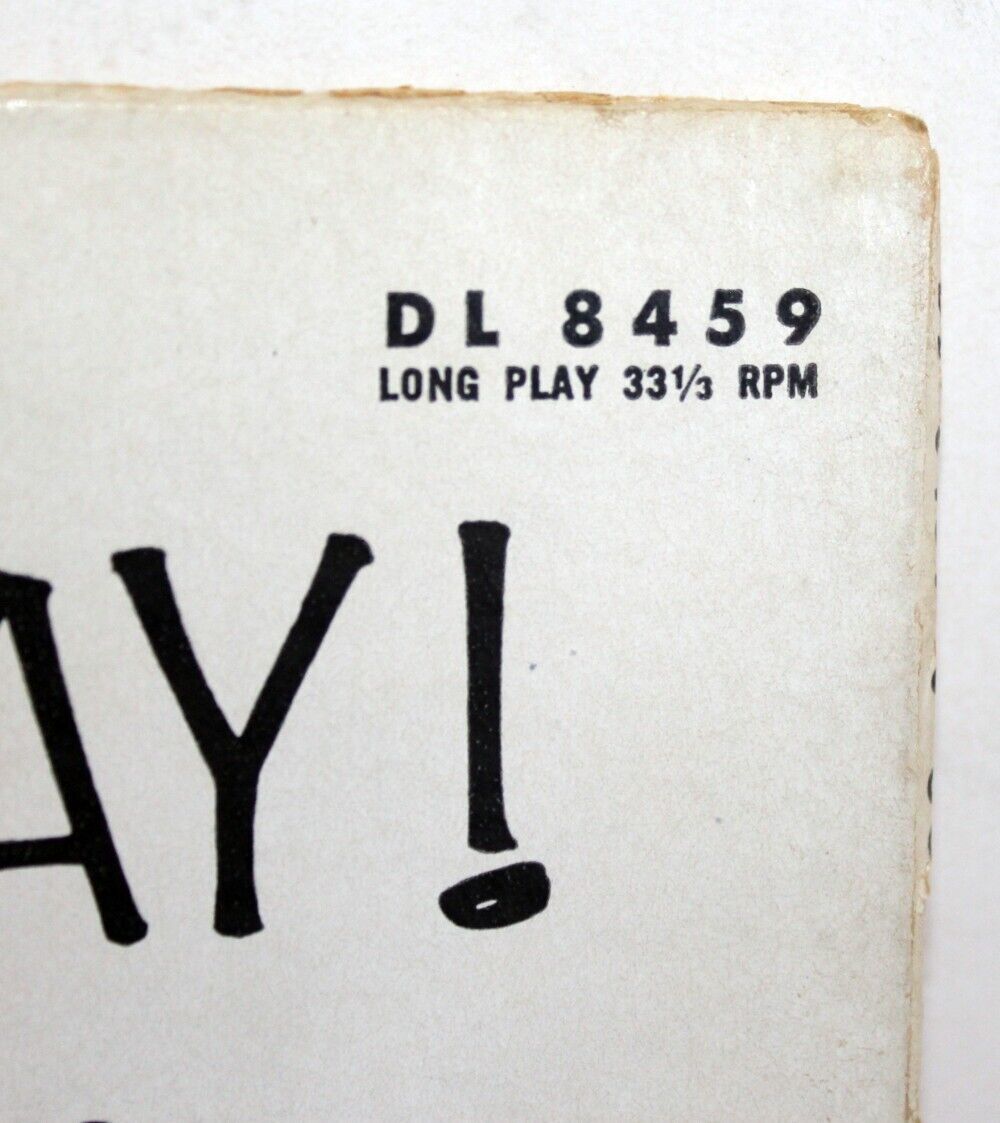 DL 8459
LONG PLAY 33⅓ RPM
AY!